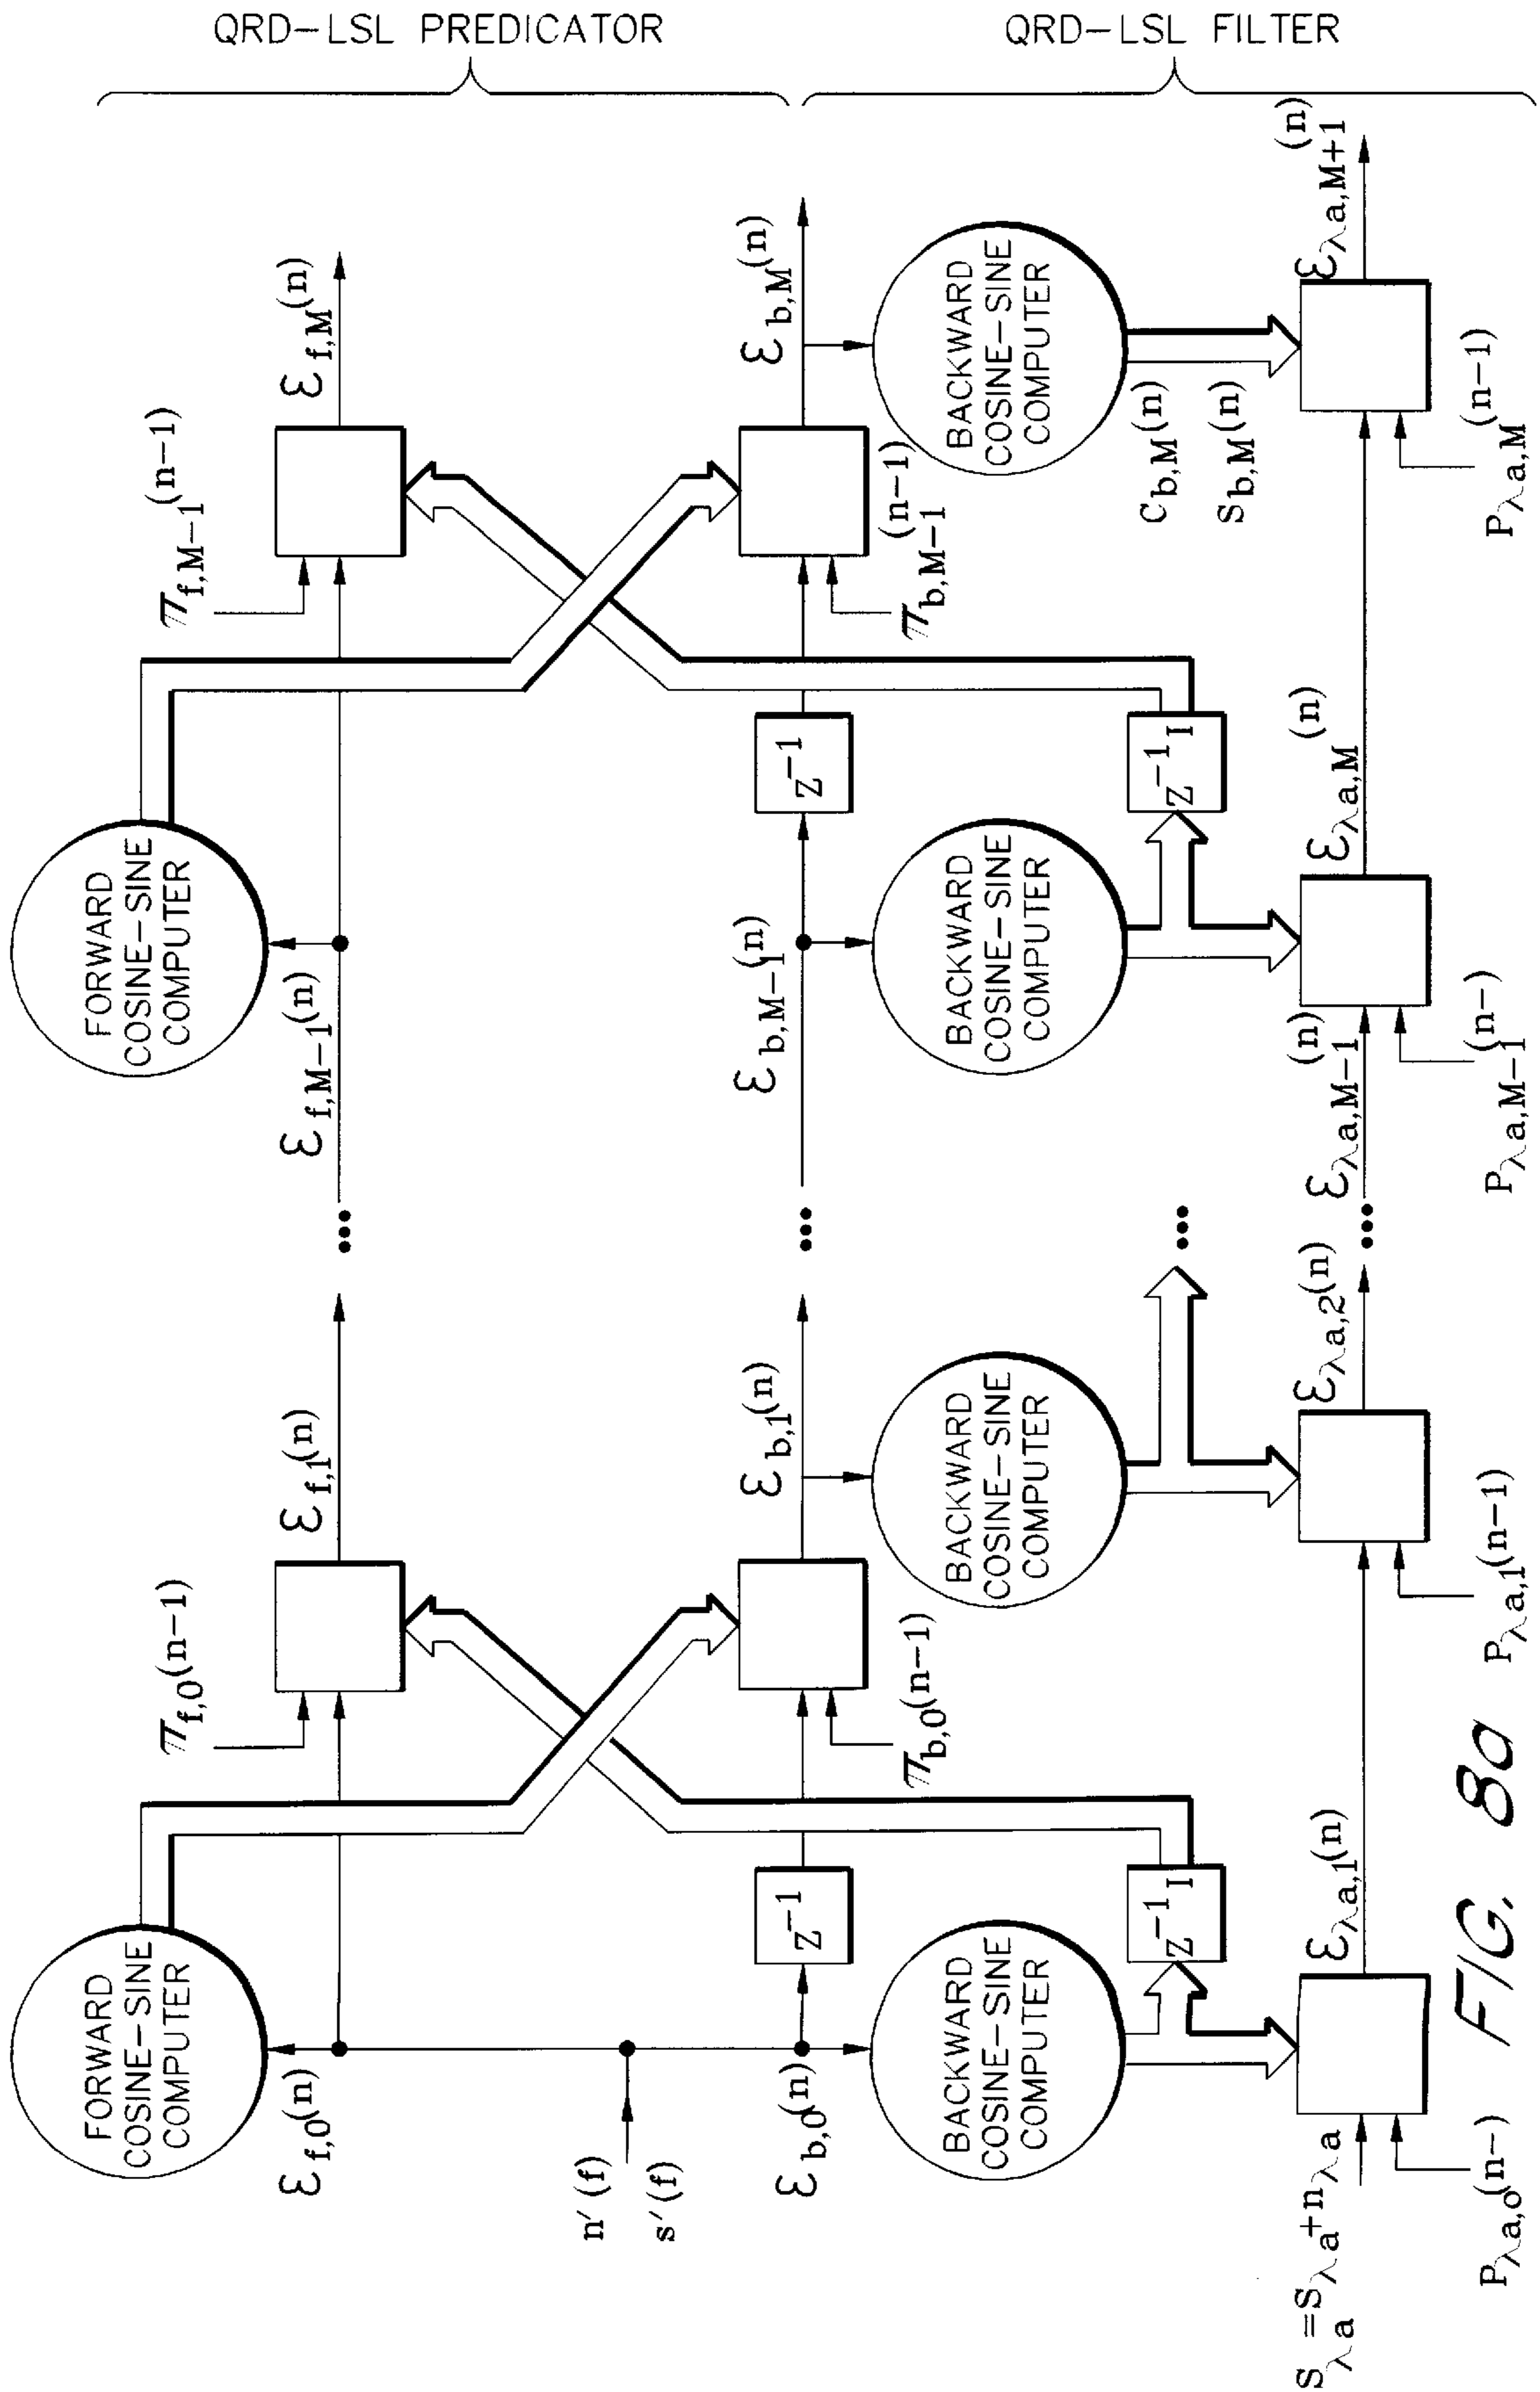 QRD-LSL PREDICATOR
QRD-LSL FILTER
FORWARD
COSINE-SINE
COMPUTER
FORWARD
COSINE-SINE
COMPUTER
π f,0 (n-1)
π f,M-1 (n-1)
ε f,0 (n)
ε f,1 (n)
ε f,M-1 (n)
ε f,M (n)
n'(f)
s'(f)
ε b,0 (n)
Z⁻¹
ε b,1 (n)
ε b,M-1 (n)
Z⁻¹
ε b,M (n)
π b,0 (n-1)
π b,M-1 (n-1)
BACKWARD
COSINE-SINE
COMPUTER
BACKWARD
COSINE-SINE
COMPUTER
BACKWARD
COSINE-SINE
COMPUTER
BACKWARD
COSINE-SINE
COMPUTER
Z⁻¹I
Z⁻¹I
C b,M (n)
S b,M (n)
S λa =S λa +n λa
ε λa,1 (n)
ε λa,2 (n)
ε λa,M-1 (n)
ε λa,M (n)
ε λa,M+1 (n)
P λa,o (n-)
P λa,1 (n-1)
P λa,M-1 (n-)
P λa,M (n-1)
FIG. 8a